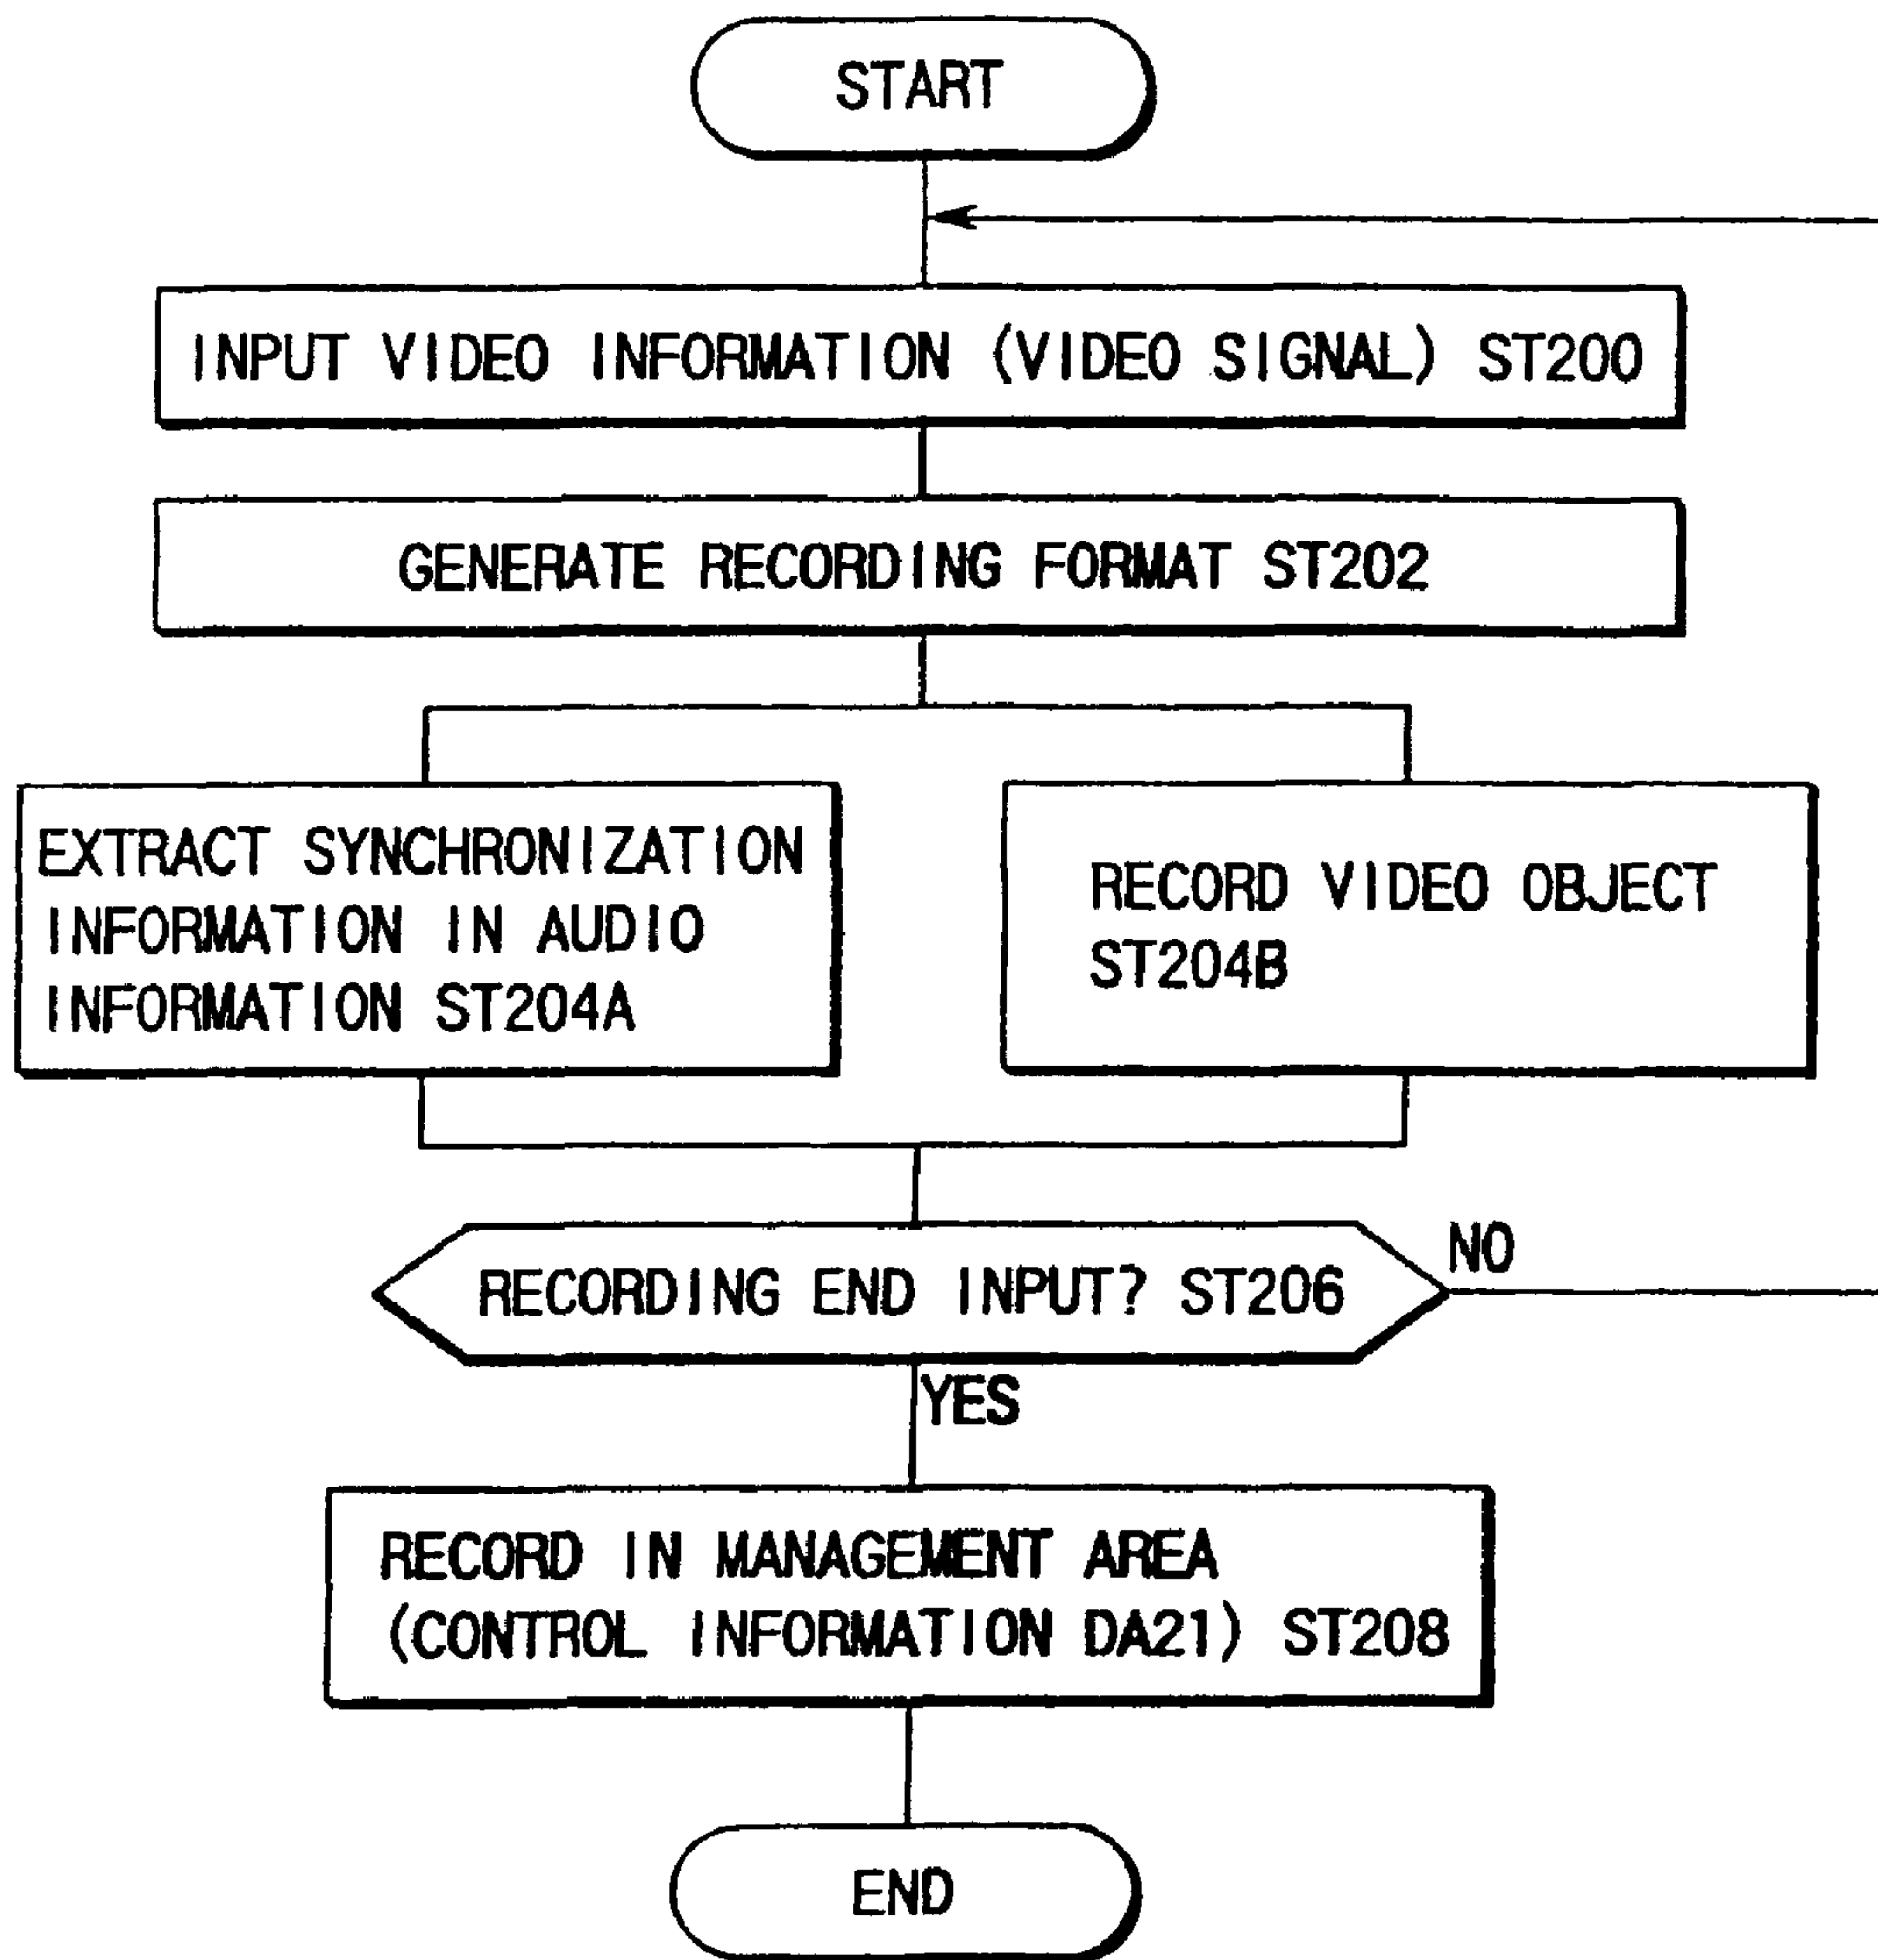 START
INPUT VIDEO INFORMATION (VIDEO SIGNAL) ST200
GENERATE RECORDING FORMAT ST202
EXTRACT SYNCHRONIZATION
INFORMATION IN AUDIO
INFORMATION ST204A
RECORD VIDEO OBJECT
ST204B
RECORDING END INPUT? ST206
NO
YES
RECORD IN MANAGEMENT AREA
(CONTROL INFORMATION DA21) ST208
END